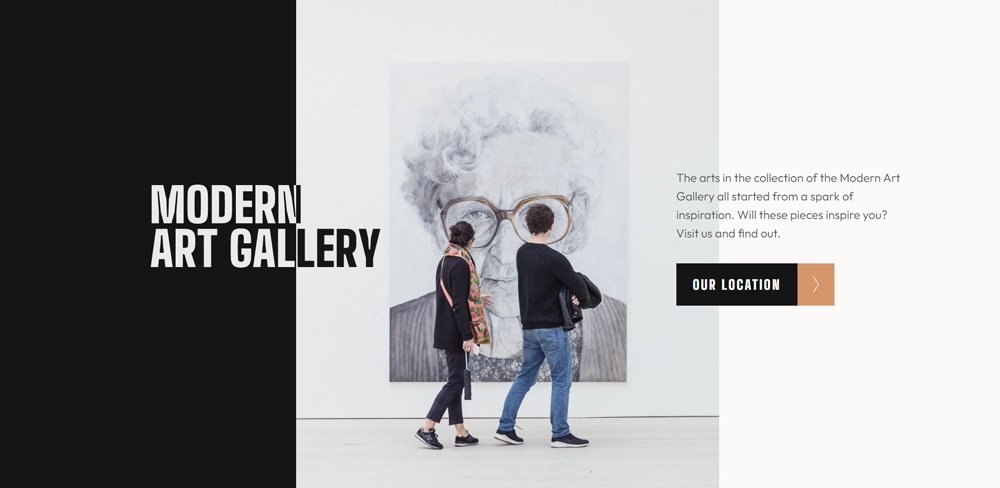 MODERN
ART GALLERY
The arts in the collection of the Modern Art
Gallery all started from a spark of
inspiration. Will these pieces inspire you?
Visit us and find out.
OUR LOCATION